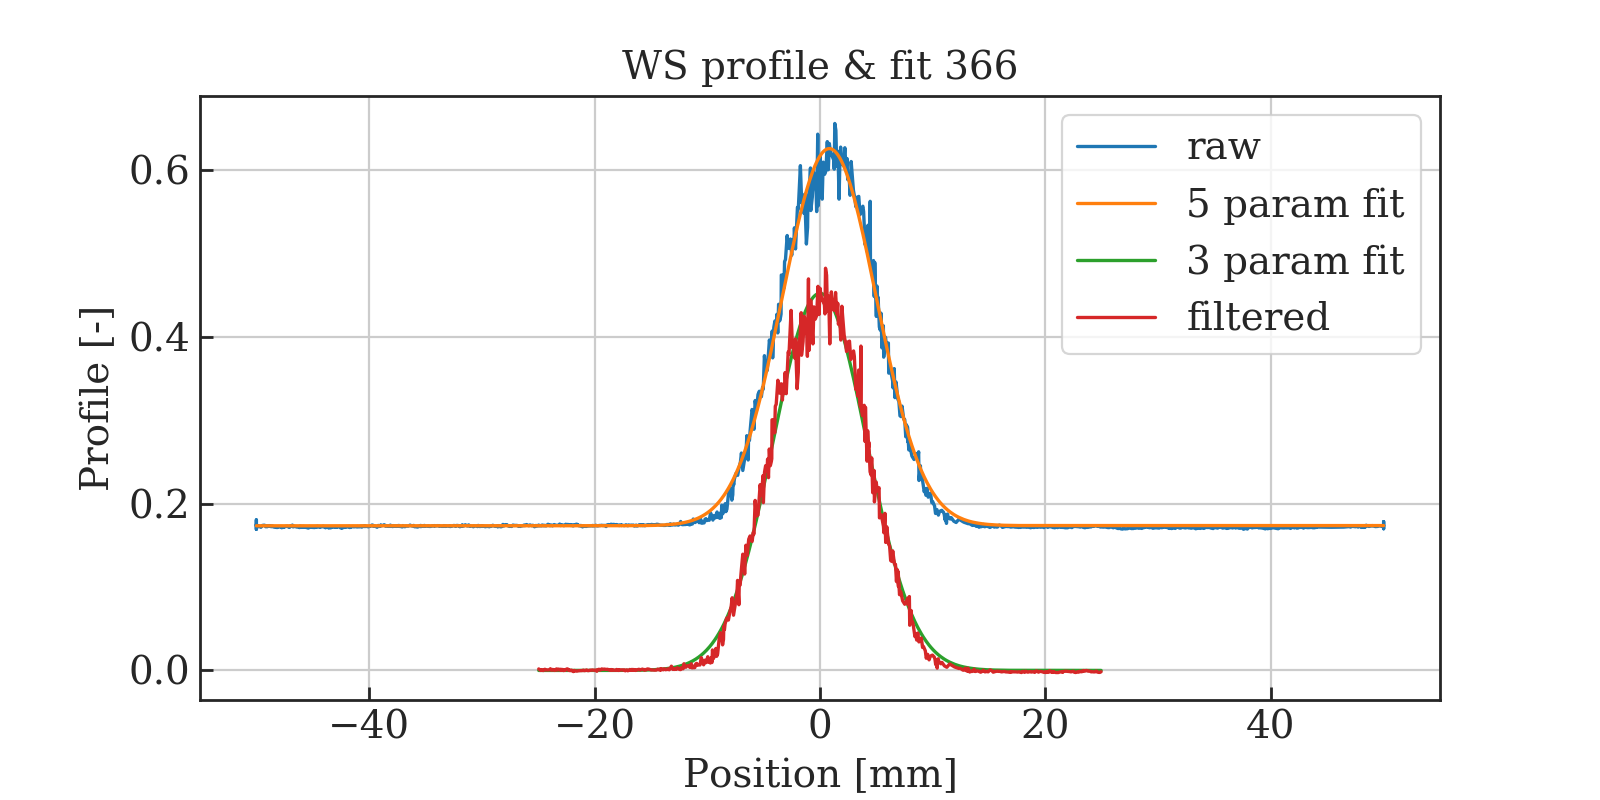 WS profile & fit 366
raw
5 param fit
3 param fit
filtered
Profile [-]
0.6
0.4
0.2
0.0
−40 −20 0 20 40
Position [mm]